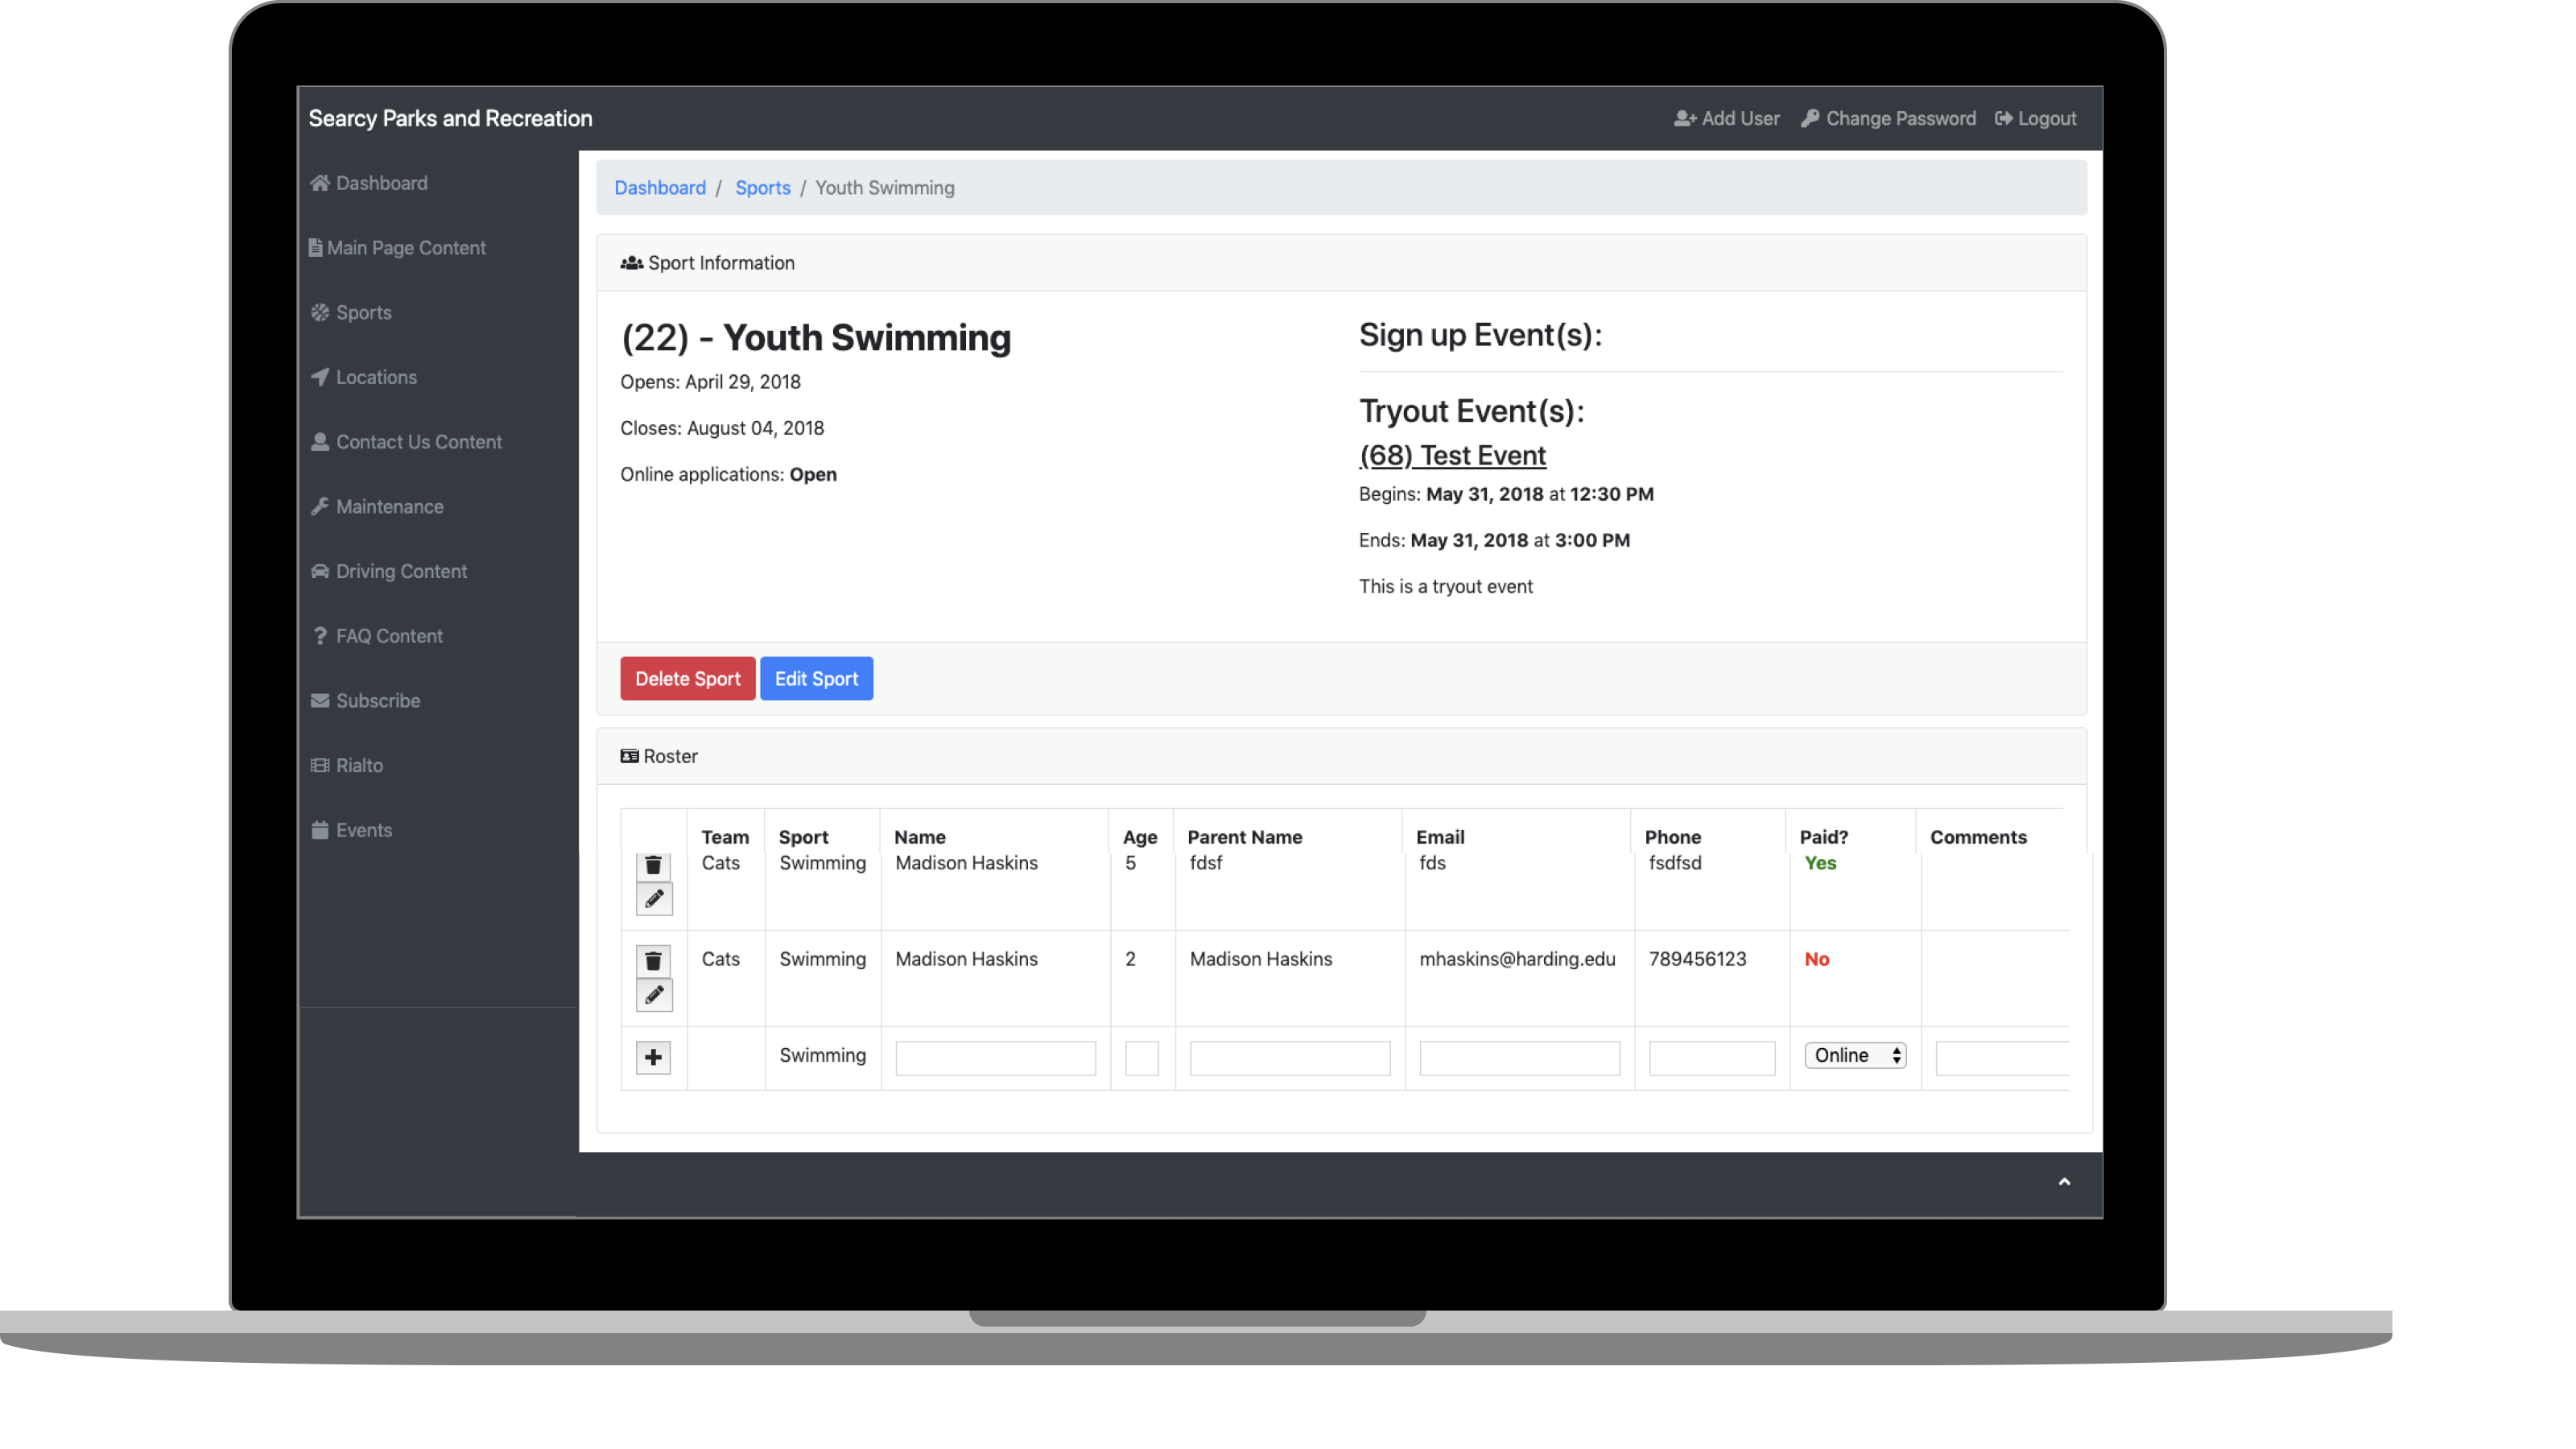 Searcy Parks and Recreation
Add User Change Password Logout
Dashboard
Main Page Content
Sports
Locations
Contact Us Content
Maintenance
Driving Content
FAQ Content
Subscribe
Rialto
Events
Dashboard / Sports / Youth Swimming
Sport Information
(22) - Youth Swimming
Opens: April 29, 2018
Closes: August 04, 2018
Online applications: Open
Sign up Event(s):
Tryout Event(s):
(68) Test Event
Begins: May 31, 2018 at 12:30 PM
Ends: May 31, 2018 at 3:00 PM
This is a tryout event
Delete Sport Edit Sport
Roster
Team Sport Name Age Parent Name Email Phone Paid? Comments
Cats Swimming Madison Haskins 5 fdsf fds fsdfsd Yes
Cats Swimming Madison Haskins 2 Madison Haskins mhaskins@harding.edu 789456123 No
Swimming Online